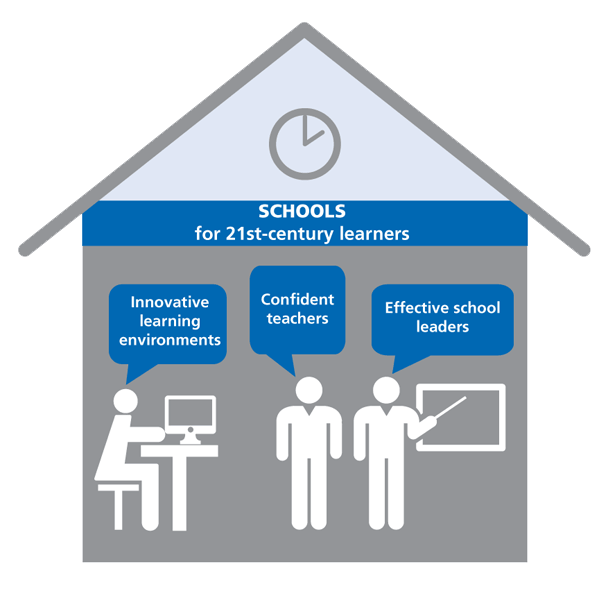 SCHOOLS
for 21st-century learners
Innovative
learning
environments
Confident
teachers
Effective school
leaders